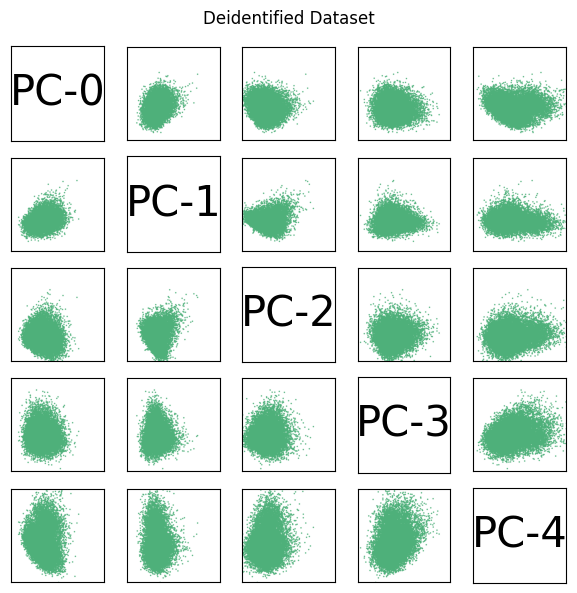 Deidentified Dataset
PC-0
PC-1
PC-2
PC-3
PC-4